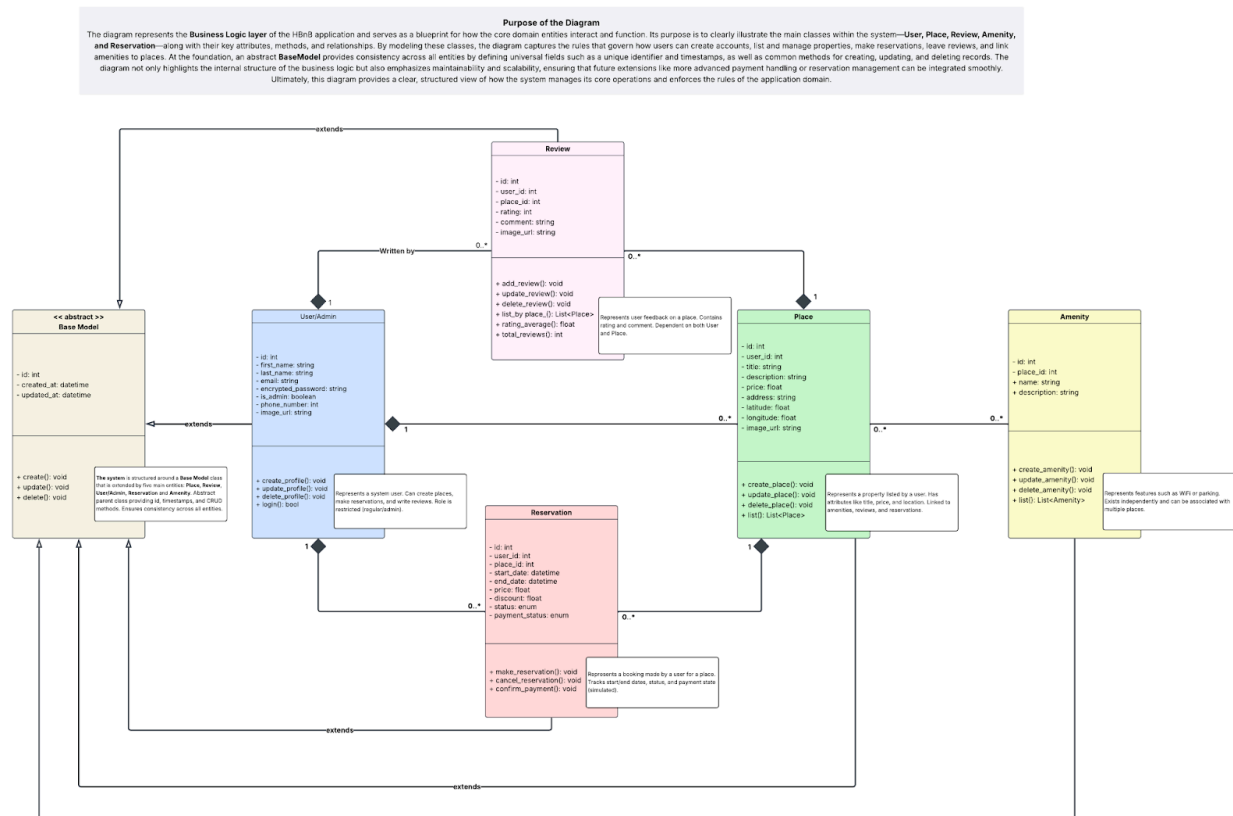 Purpose of the Diagram
The diagram represents the Business Logic layer of the HBnB application and serves as a blueprint for how the core domain entities interact and function. Its purpose is to clearly illustrate the main classes within the system—User, Place, Review, Amenity,
and Reservation—along with their key attributes, methods, and relationships. By modeling these classes, the diagram captures the rules that govern how users can create accounts, list and manage properties, make reservations, leave reviews, and link
amenities to places. At the foundation, an abstract BaseModel provides consistency across all entities by defining universal fields such as a unique identifier and timestamps, as well as common methods for creating, updating, and deleting records. The
diagram not only highlights the internal structure of the business logic but also emphasizes maintainability and scalability, ensuring that future extensions like more advanced payment handling or reservation management can be integrated smoothly.
Ultimately, this diagram provides a clear, structured view of how the system manages its core operations and enforces the rules of the application domain.
extends
Review
- id: int
- user_id: int
- place_id: int
- rating: int
- comment: string
- image_url: string
+ add_review(): void
+ update_review(): void
+ delete_review(): void
+ list_by place_(): List<Place>
+ rating_average(): float
+ total_reviews(): int
Represents user feedback on a place. Contains
rating and comment. Dependent on both User
and Place.
Written by
0..*
1
0..*
1
<< abstract >>
Base Model
- id: int
- created_at: datetime
- updated_at: datetime
+ create(): void
+ update(): void
+ delete(): void
The system is structured around a Base Model class
that is extended by five main entities: Place, Review,
User/Admin, Reservation and Amenity. Abstract
parent class providing id, timestamps, and CRUD
methods. Ensures consistency across all entities.
extends
User/Admin
- id: int
- first_name: string
- last_name: string
- email: string
- encrypted_password: string
- is_admin: boolean
- phone_number: int
- image_url: string
+ create_profile(): void
+ update_profile(): void
+ delete_profile(): void
+ login(): bool
Represents a system user. Can create places,
make reservations, and write reviews. Role is
restricted (regular/admin).
1
0..*
Place
- id: int
- user_id: int
- title: string
- description: string
- price: float
- address: string
- latitude: float
- longitude: float
- image_url: string
+ create_place(): void
+ update_place(): void
+ delete_place(): void
+ list(): List<Place>
Represents a property listed by a user. Has
attributes like title, price, and location. Linked to
amenities, reviews, and reservations.
0..*
0..*
Amenity
- id: int
- place_id: int
+ name: string
+ description: string
+ create_amenity(): void
+ update_amenity(): void
+ delete_amenity(): void
+ list(): List<Amenity>
Represents features such as WiFi or parking.
Exists independently and can be associated with
multiple places.
Reservation
- id: int
- user_id: int
- place_id: int
- start_date: datetime
- end_date: datetime
- price: float
- discount: float
- status: enum
- payment_status: enum
+ make_reservation(): void
+ cancel_reservation(): void
+ confirm_payment(): void
Represents a booking made by a user for a place.
Tracks start/end dates, status, and payment state
(simulated).
1
0..*
1
0..*
extends
extends